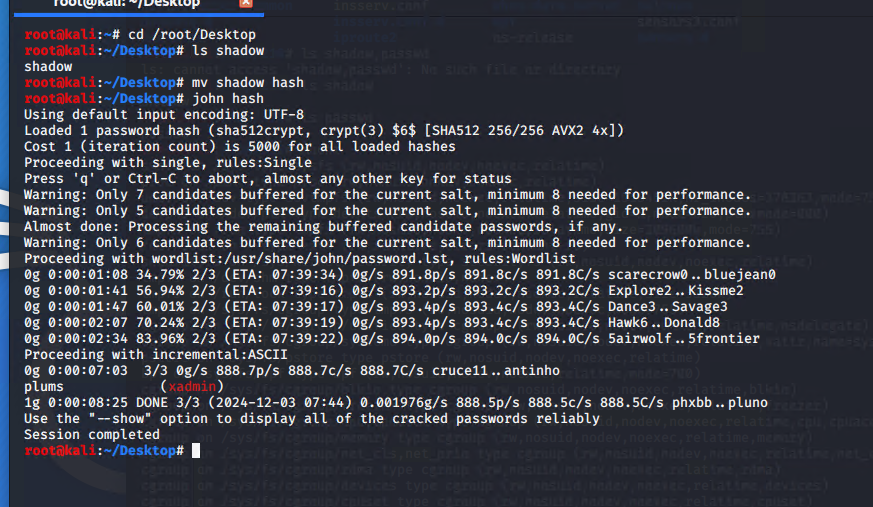 root@kali: ~/Desktop
root@kali:~# cd /root/Desktop
root@kali:~/Desktop# ls shadow
shadow
root@kali:~/Desktop# mv shadow hash
root@kali:~/Desktop# john hash
Using default input encoding: UTF-8
Loaded 1 password hash (sha512crypt, crypt(3) $6$ [SHA512 256/256 AVX2 4x])
Cost 1 (iteration count) is 5000 for all loaded hashes
Proceeding with single, rules:Single
Press 'q' or Ctrl-C to abort, almost any other key for status
Warning: Only 7 candidates buffered for the current salt, minimum 8 needed for performance.
Warning: Only 5 candidates buffered for the current salt, minimum 8 needed for performance.
Almost done: Processing the remaining buffered candidate passwords, if any.
Warning: Only 6 candidates buffered for the current salt, minimum 8 needed for performance.
Proceeding with wordlist:/usr/share/john/password.lst, rules:Wordlist
0g 0:00:01:08 34.79% 2/3 (ETA: 07:39:34) 0g/s 891.8p/s 891.8c/s 891.8C/s scarecrow0..bluejean0
0g 0:00:01:41 56.94% 2/3 (ETA: 07:39:16) 0g/s 893.2p/s 893.2c/s 893.2C/s Explore2..Kissme2
0g 0:00:01:47 60.01% 2/3 (ETA: 07:39:17) 0g/s 893.4p/s 893.4c/s 893.4C/s Dance3..Savage3
0g 0:00:02:07 70.24% 2/3 (ETA: 07:39:19) 0g/s 893.4p/s 893.4c/s 893.4C/s Hawk6..Donald8
0g 0:00:02:34 83.96% 2/3 (ETA: 07:39:22) 0g/s 894.0p/s 894.0c/s 894.0C/s 5airwolf..5frontier
Proceeding with incremental:ASCII
0g 0:00:07:03  3/3 0g/s 888.7p/s 888.7c/s 888.7C/s cruce11..antinho
plums            (xadmin)
1g 0:00:08:25 DONE 3/3 (2024-12-03 07:44) 0.001976g/s 888.5p/s 888.5c/s 888.5C/s phxbb..pluno
Use the "--show" option to display all of the cracked passwords reliably
Session completed
root@kali:~/Desktop#